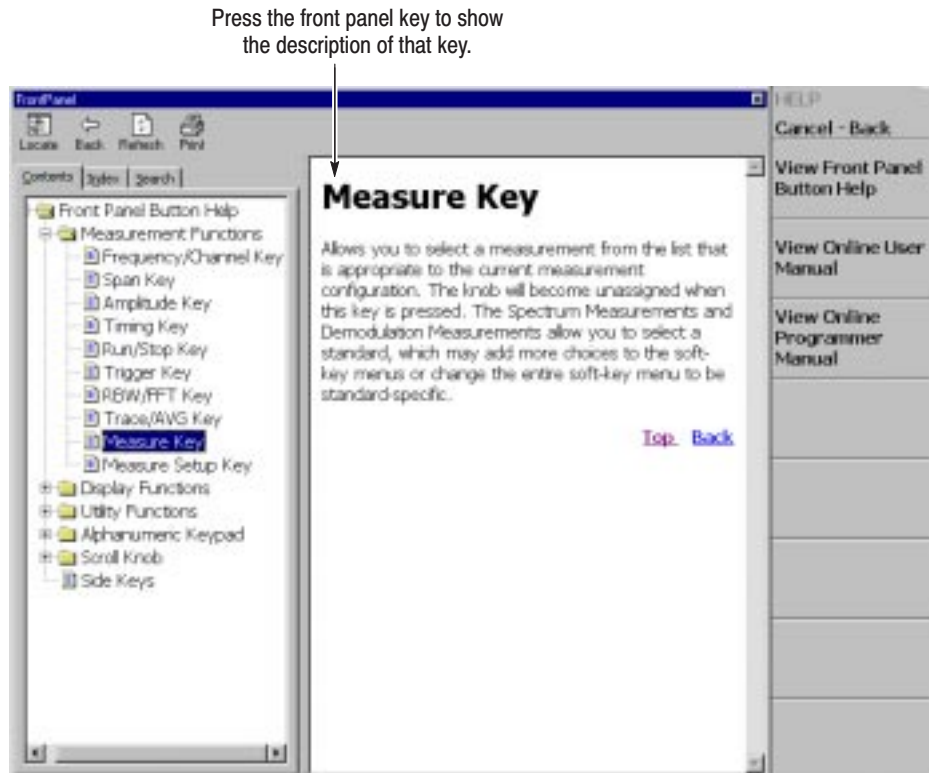 Press the front panel key to show
the description of that key.
FrontPanel
Locate Back Refresh Print
Contents Index Search
Front Panel Button Help
Measurement Functions
Frequency/Channel Key
Span Key
Amplitude Key
Timing Key
Run/Stop Key
Trigger Key
RBW/FFT Key
Trace/AVG Key
Measure Key
Measure Setup Key
Display Functions
Utility Functions
Alphanumeric Keypad
Scroll Knob
Side Keys
Measure Key
Allows you to select a measurement from the list that
is appropriate to the current measurement
configuration. The knob will become unassigned when
this key is pressed. The Spectrum Measurements and
Demodulation Measurements allow you to select a
standard, which may add more choices to the soft-
key menus or change the entire soft-key menu to be
standard-specific.
Top Back
HELP
Cancel - Back
View Front Panel
Button Help
View Online User
Manual
View Online
Programmer
Manual